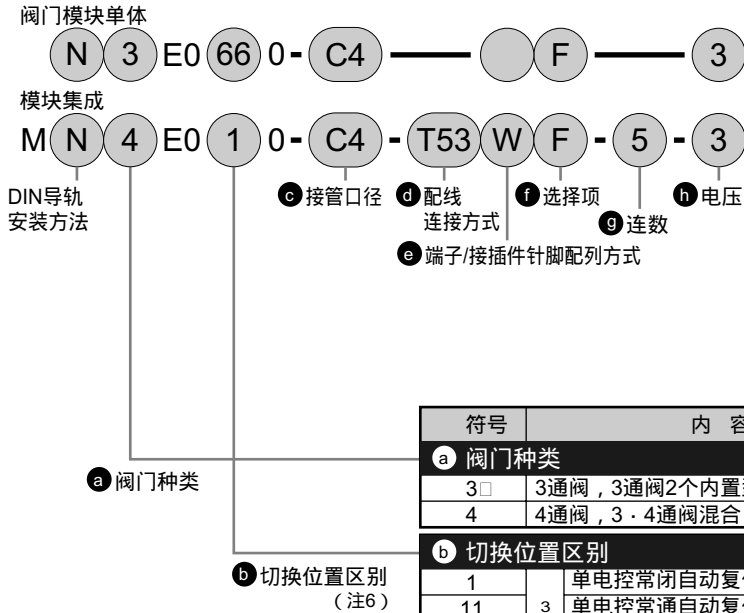 阀门模块单体
N 3 E0 66 0 - C4 — F — 3
模块集成
M N 4 E0 1 0 - C4 - T53 W F - 5 - 3
DIN导轨
安装方法
c 接管口径
d 配线
连接方式
f 选择项
g 连数
h 电压
e 端子/接插件针脚配列方式
a 阀门种类
b 切换位置区别
（注6）
符号 内 容
a 阀门种类
3□ 3通阀，3通阀2个内置
4 4通阀，3・4通阀混合
b 切换位置区别
1 单电控常闭自动复
11 3 单电控常通自动复